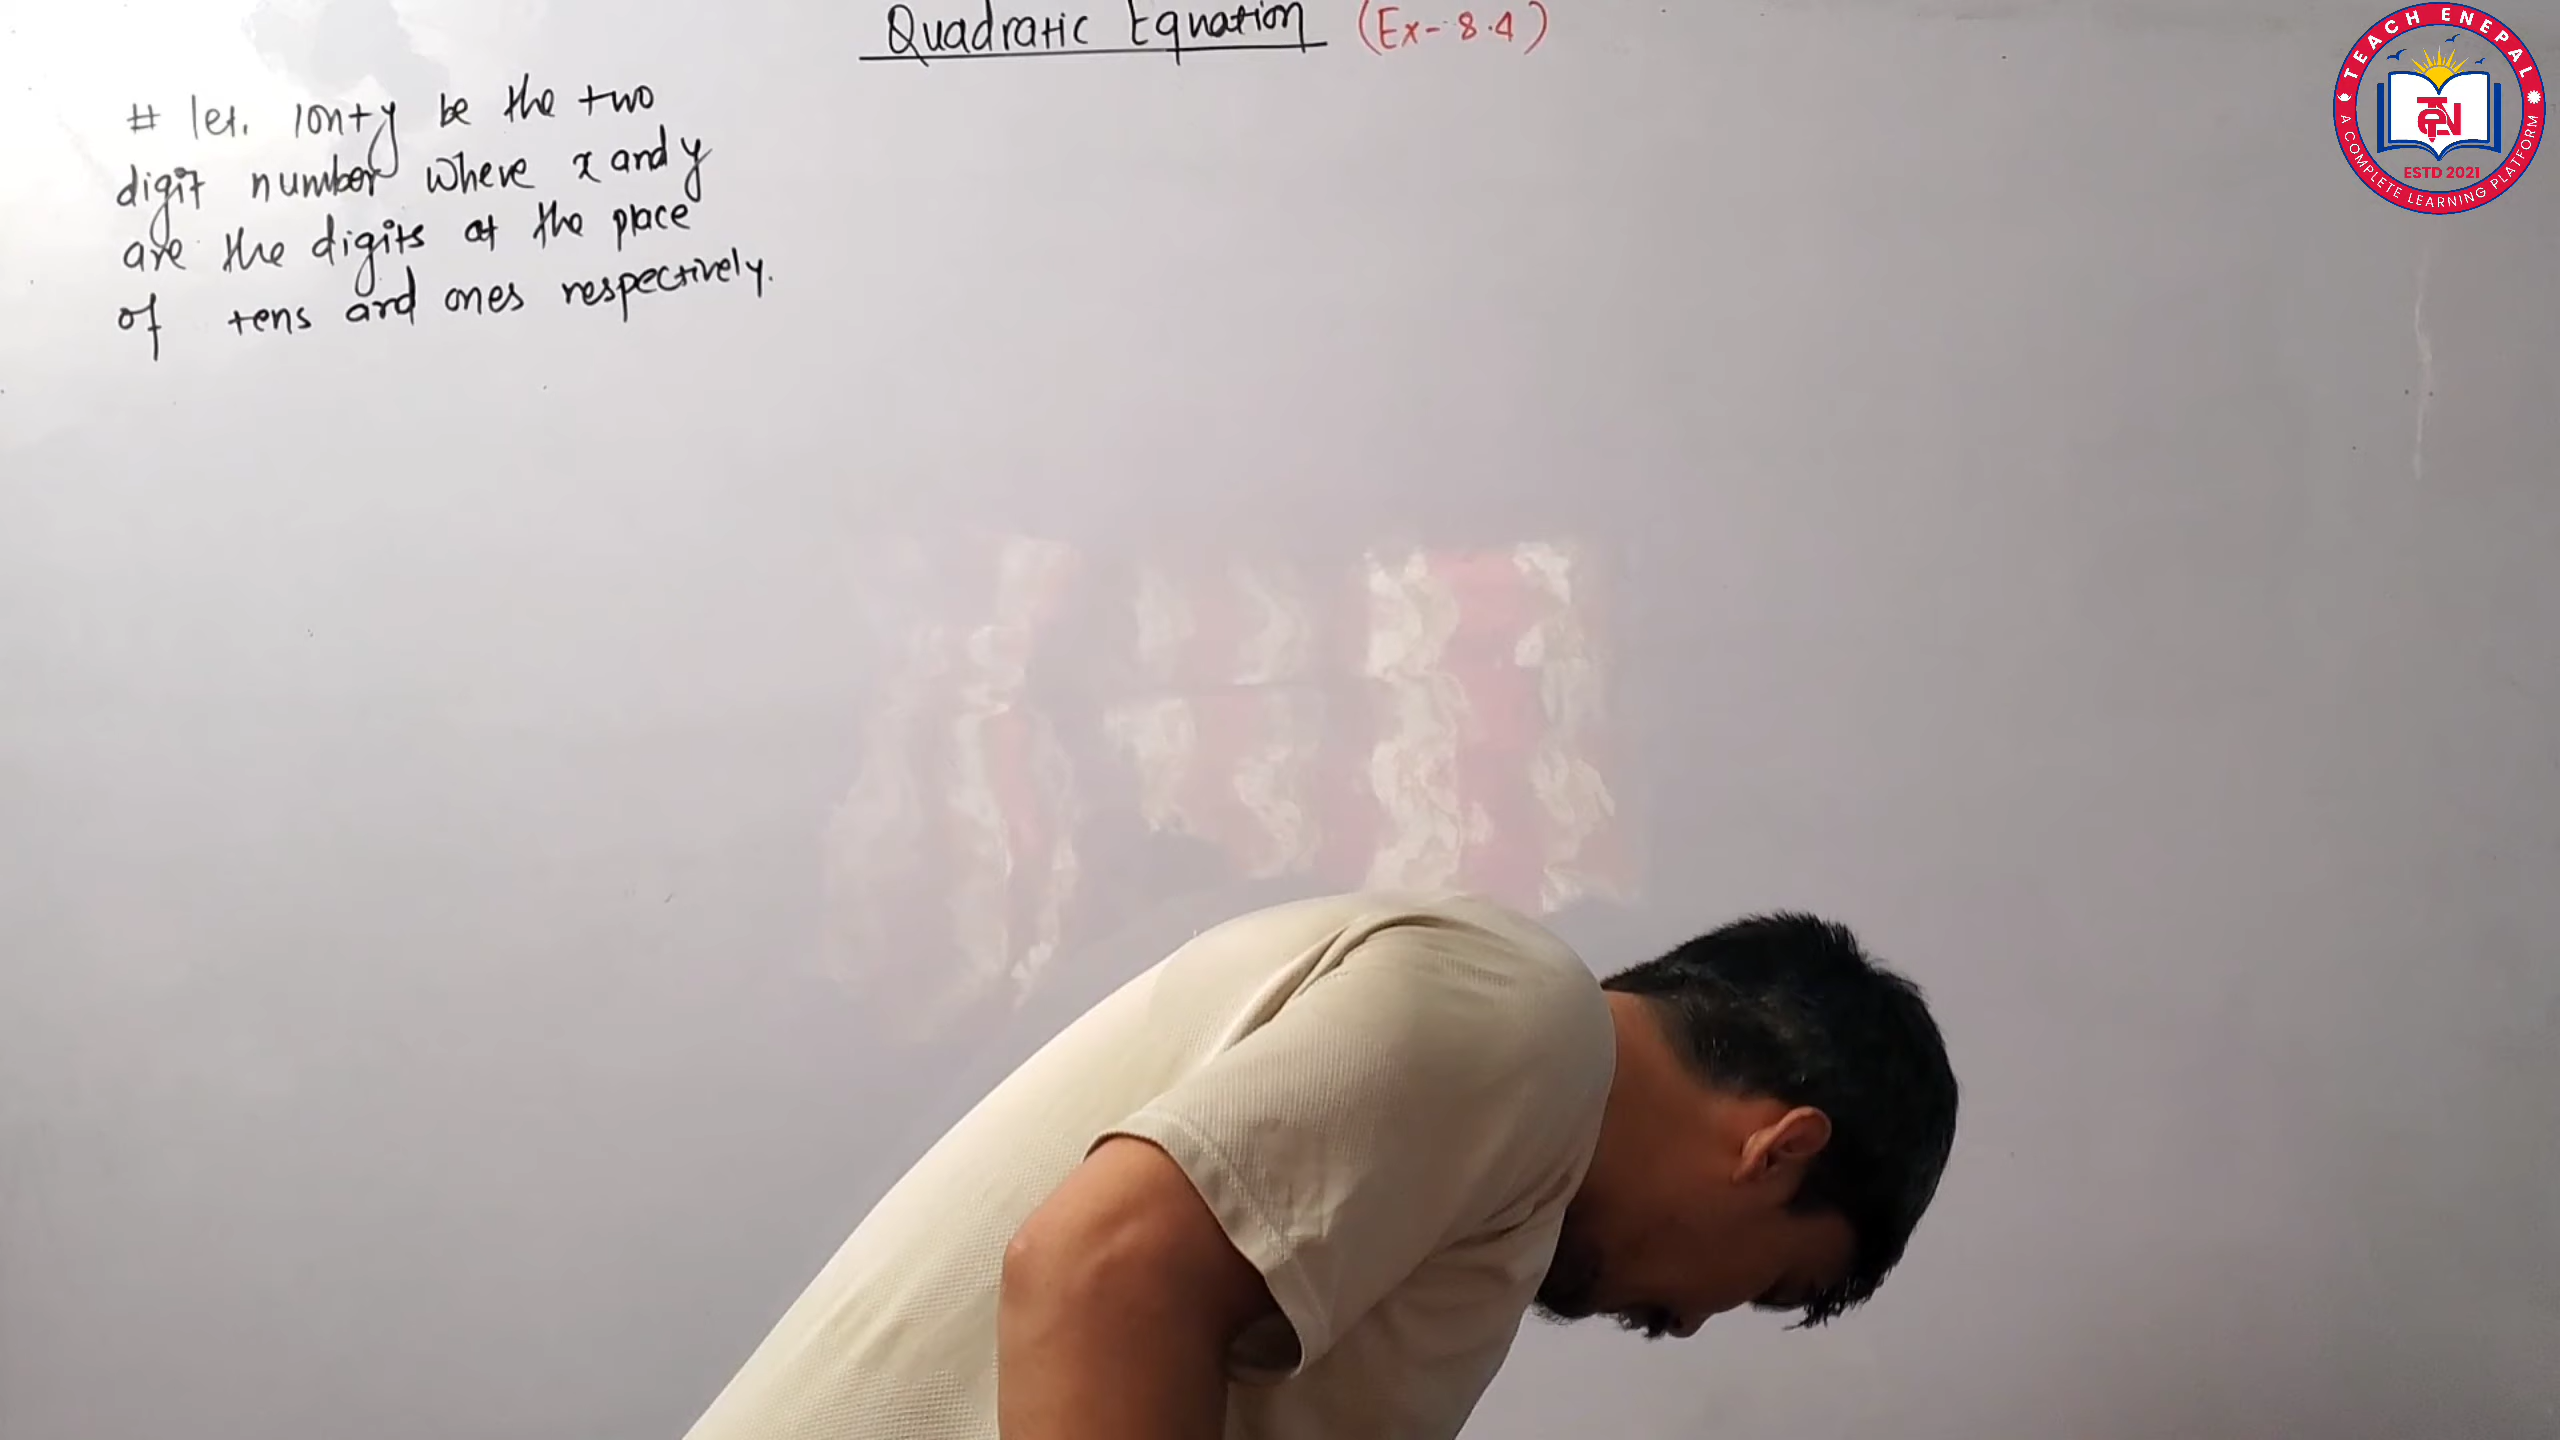 Quadratic Equation (Ex- 8.4)
# let. 10x+y be the two
digit number where x and y
are the digits at the place
of tens and ones respectively.
TEACH ENEPAL
TEN
ESTD 2021
A COMPLETE LEARNING PLATFORM